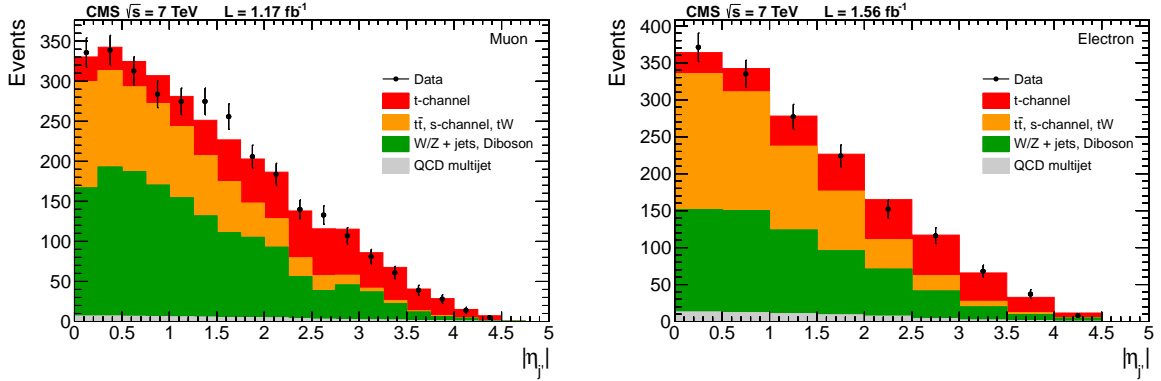 CMS √s = 7 TeV L = 1.17 fb⁻¹
Events
350
300
250
200
150
100
50
0
Muon
Data
t-channel
tt̄, s-channel, tW
W/Z + jets, Diboson
QCD multijet
0 0.5 1 1.5 2 2.5 3 3.5 4 4.5 5
|η_j'|
CMS √s = 7 TeV L = 1.56 fb⁻¹
Events
400
350
300
250
200
150
100
50
0
Electron
Data
t-channel
tt̄, s-channel, tW
W/Z + jets, Diboson
QCD multijet
0 0.5 1 1.5 2 2.5 3 3.5 4 4.5 5
|η_j'|